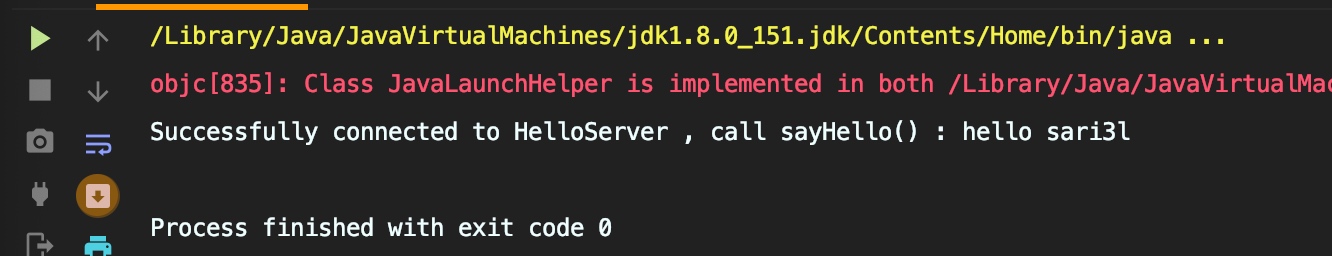 /Library/Java/JavaVirtualMachines/jdk1.8.0_151.jdk/Contents/Home/bin/java ...
objc[835]: Class JavaLaunchHelper is implemented in both /Library/Java/JavaVirtualMac
Successfully connected to HelloServer , call sayHello() : hello sari3l
Process finished with exit code 0